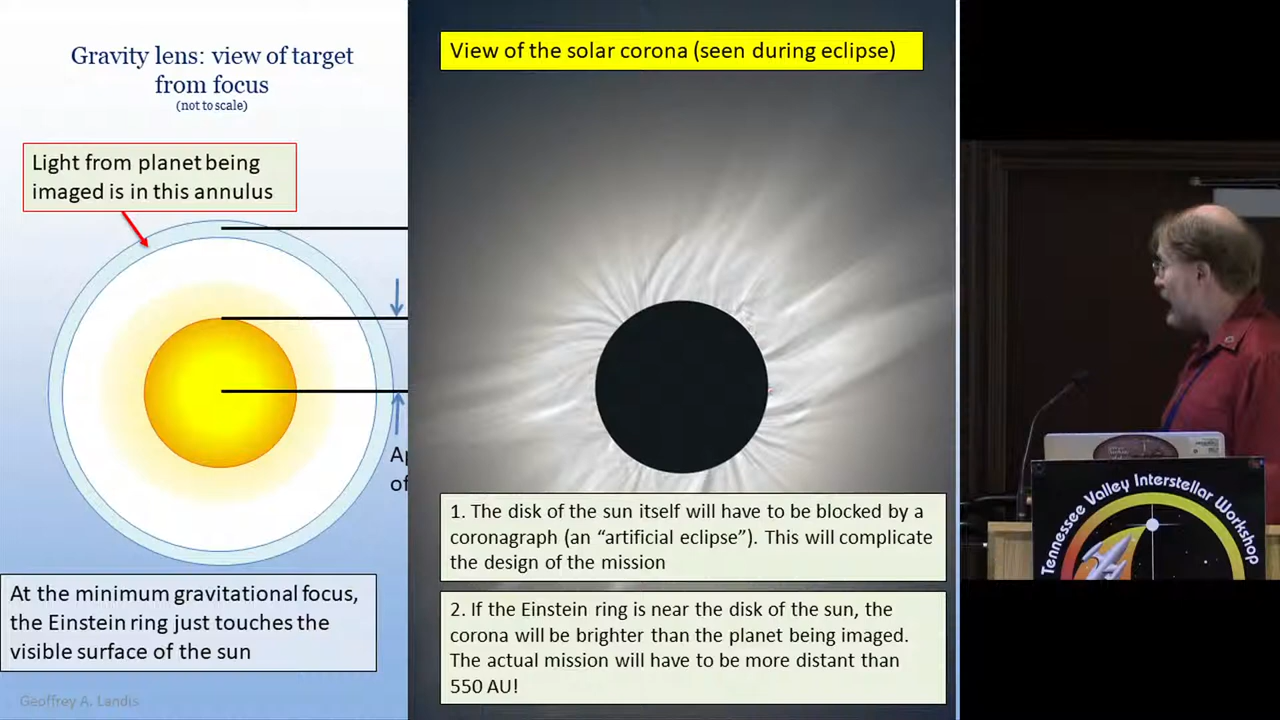 Gravity lens: view of target
from focus
(not to scale)
Light from planet being
imaged is in this annulus
At the minimum gravitational focus,
the Einstein ring just touches the
visible surface of the sun
Geoffrey A. Landis
View of the solar corona (seen during eclipse)
1. The disk of the sun itself will have to be blocked by a
coronagraph (an “artificial eclipse”). This will complicate
the design of the mission
2. If the Einstein ring is near the disk of the sun, the
corona will be brighter than the planet being imaged.
The actual mission will have to be more distant than
550 AU!
Tennessee Valley Interstellar Workshop